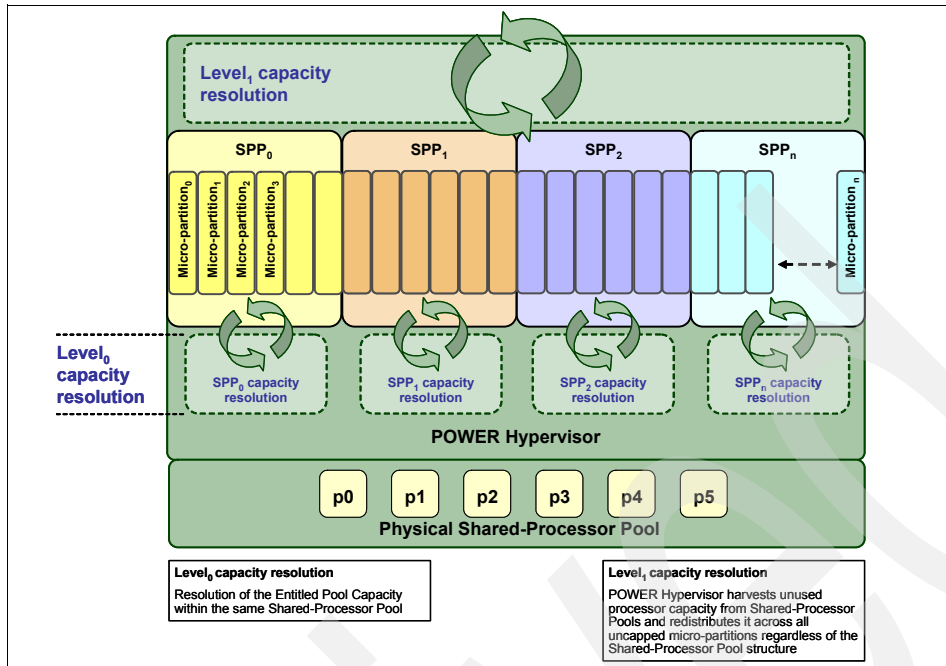 Level₁ capacity
resolution
SPP₀
SPP₁
SPP₂
SPPₙ
Micro-partition₀
Micro-partition₁
Micro-partition₂
Micro-partition₃
Micro-partition ₙ
Level₀
capacity
resolution
SPP₀ capacity
resolution
SPP₁ capacity
resolution
SPP₂ capacity
resolution
SPPₙ capacity
resolution
POWER Hypervisor
p0
p1
p2
p3
p4
p5
Physical Shared-Processor Pool
Level₀ capacity resolution
Resolution of the Entitled Pool Capacity
within the same Shared-Processor Pool
Level₁ capacity resolution
POWER Hypervisor harvests unused
processor capacity from Shared-Processor
Pools and redistributes it across all
uncapped micro-partitions regardless of the
Shared-Processor Pool structure